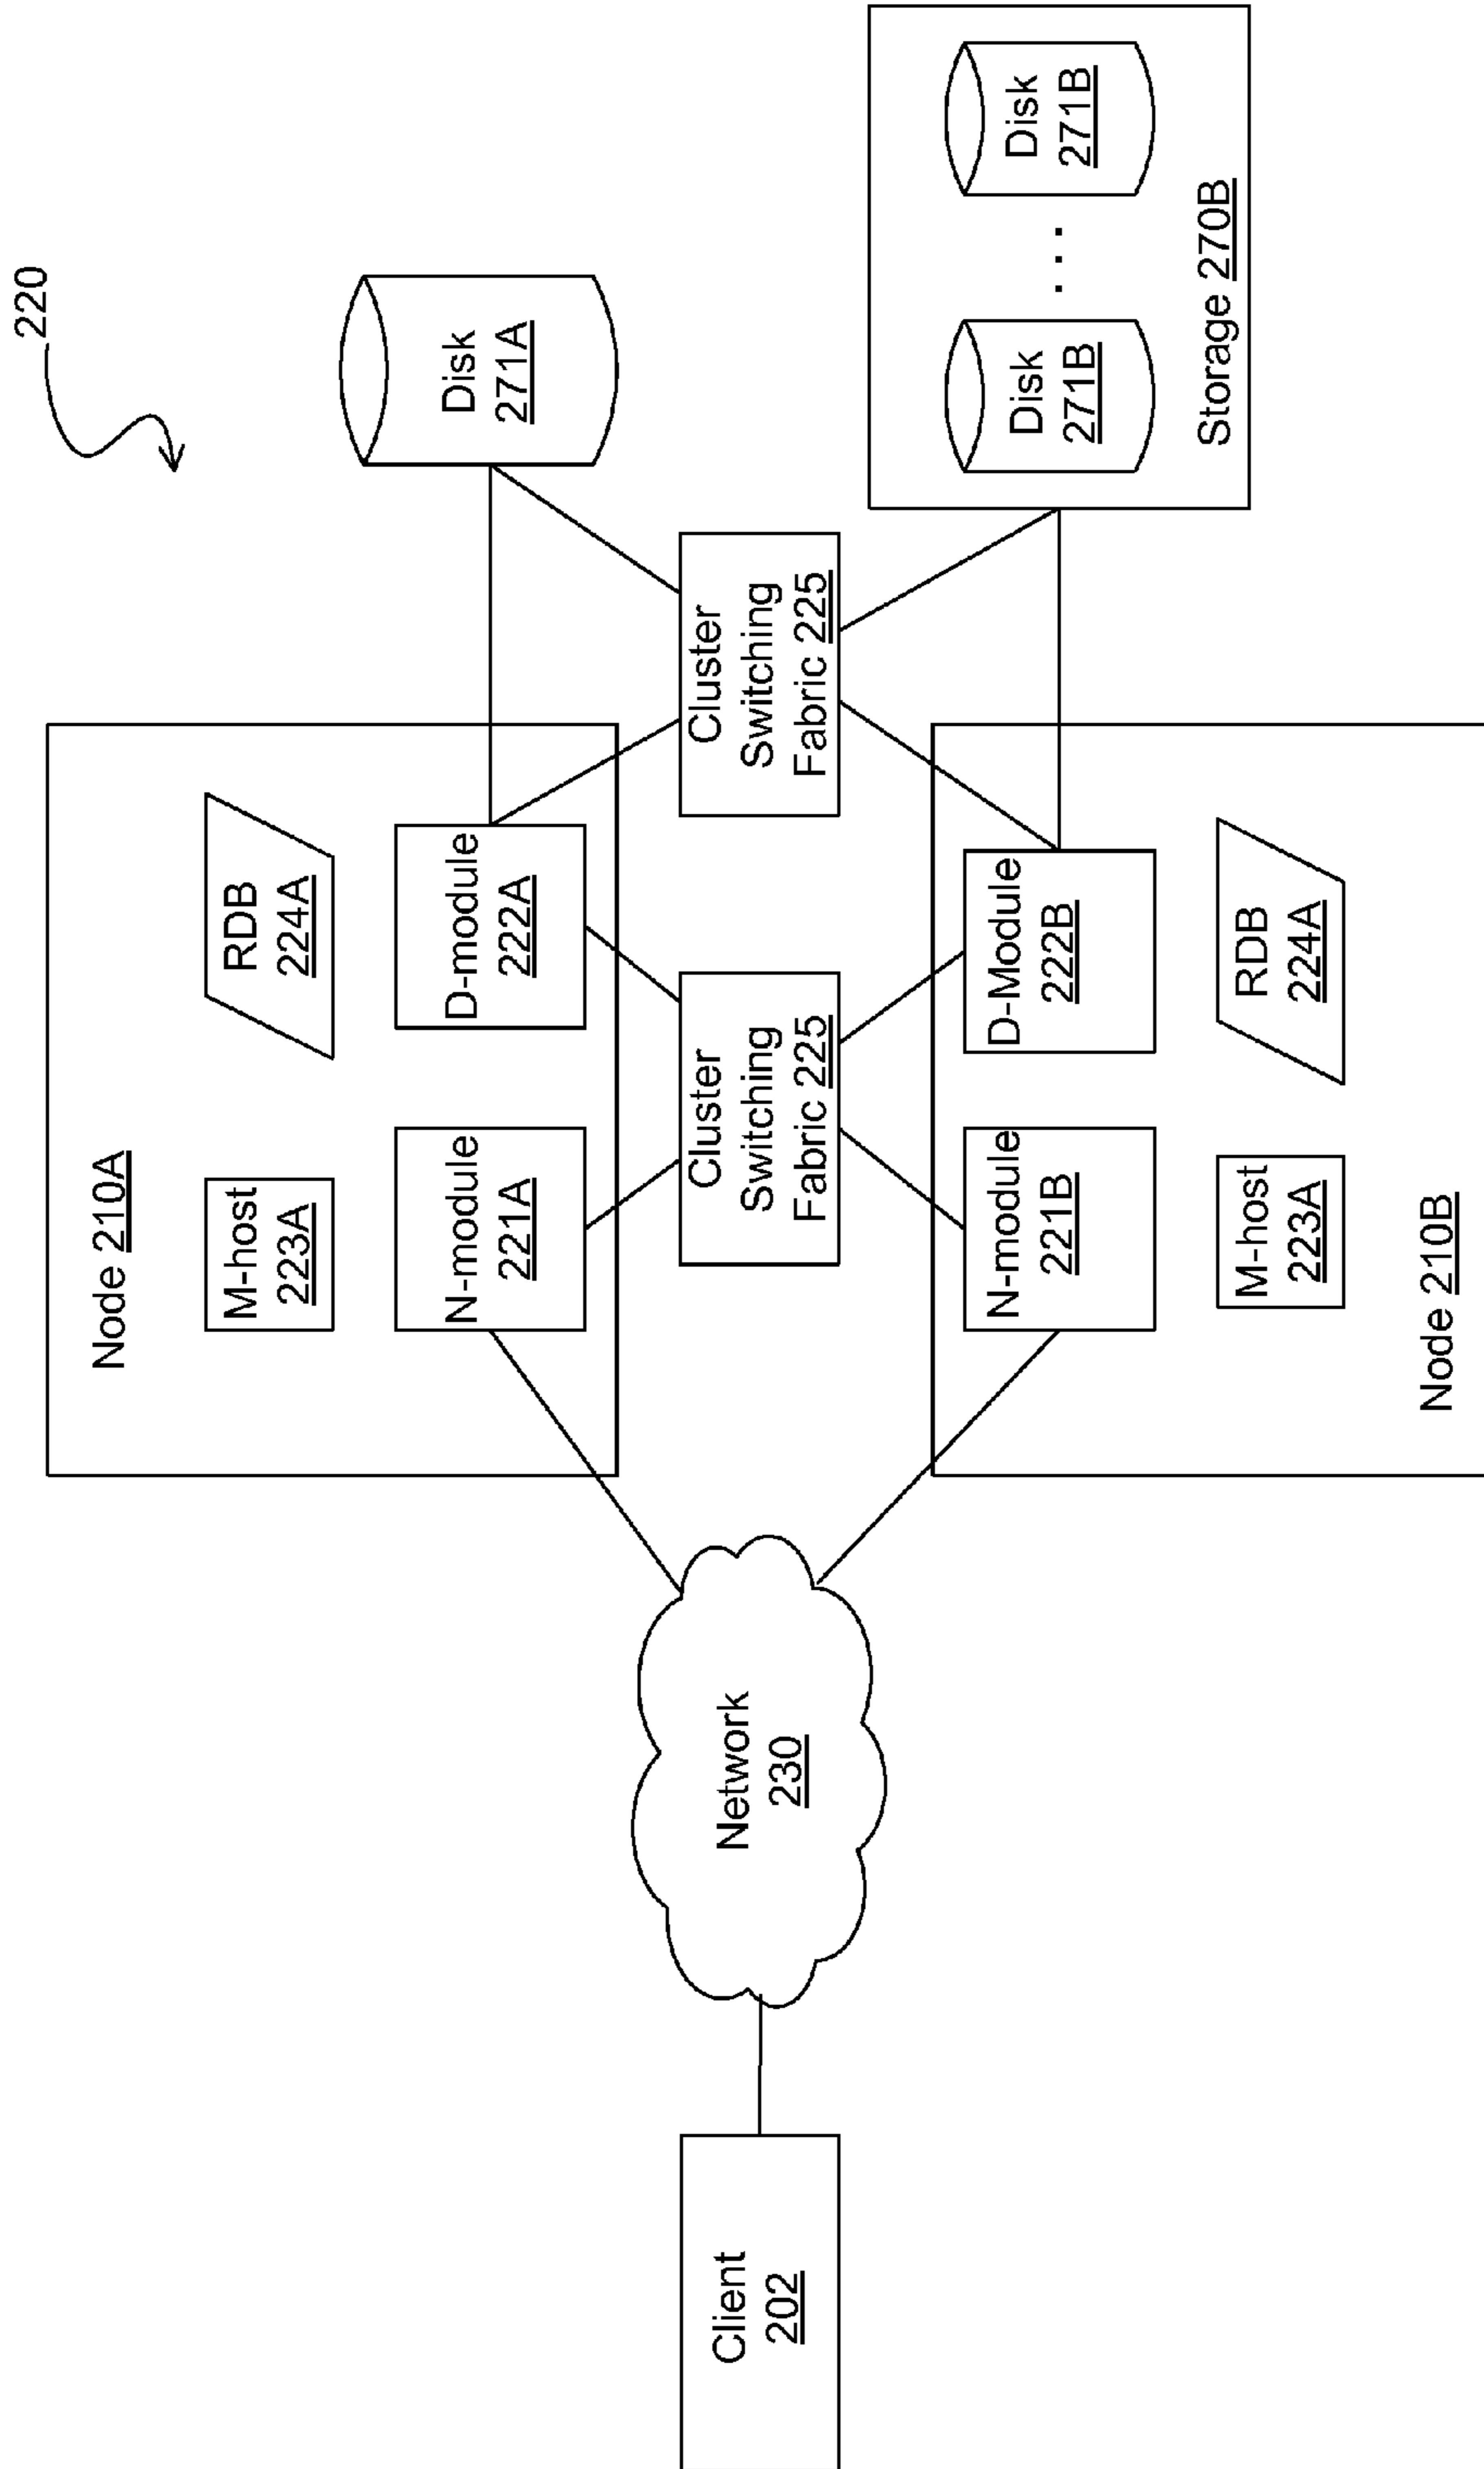 220
Node 210A
M-host
223A
RDB
224A
N-module
221A
D-module
222A
Disk
271A
Client
202
Network
230
Cluster
Switching
Fabric 225
Cluster
Switching
Fabric 225
N-module
221B
D-Module
222B
M-host
223A
RDB
224A
Node 210B
Disk
271B
. . .
Disk
271B
Storage 270B